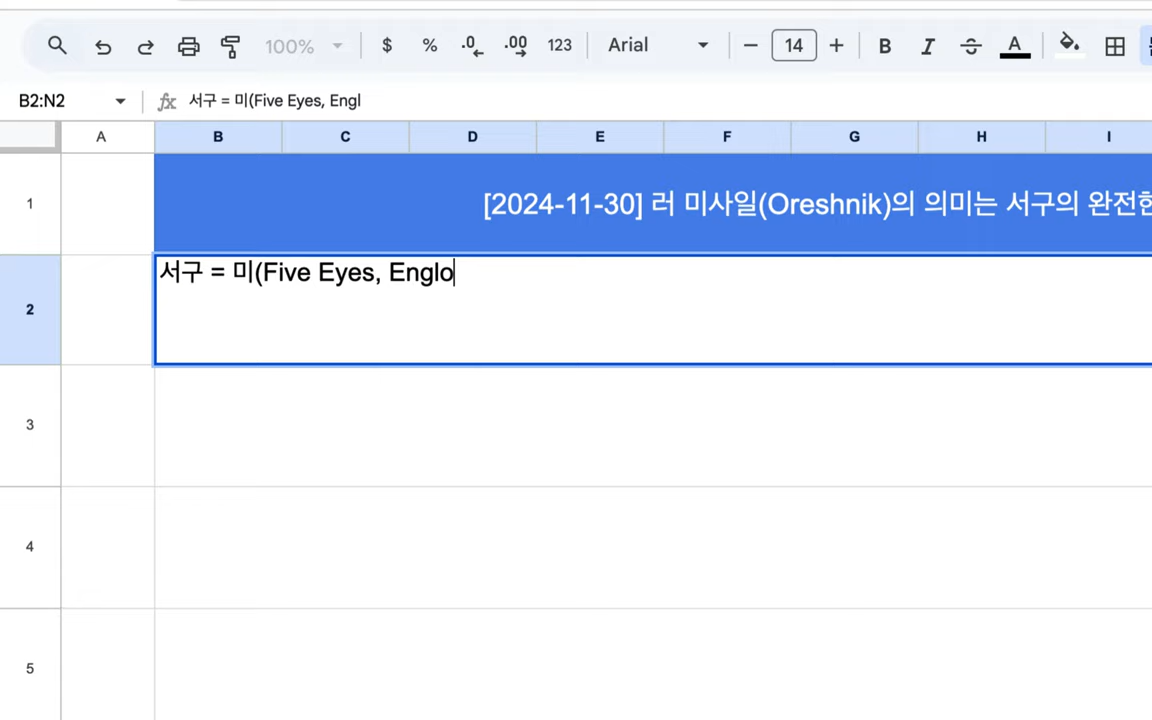 100% $ % .0 .00 123 Arial 14 B I A
B2:N2 fx 서구 = 미(Five Eyes, Engl
A B C D E F G H I
1 [2024-11-30] 러 미사일(Oreshnik)의 의미는 서구의 완전한
2 서구 = 미(Five Eyes, Englo
3
4
5